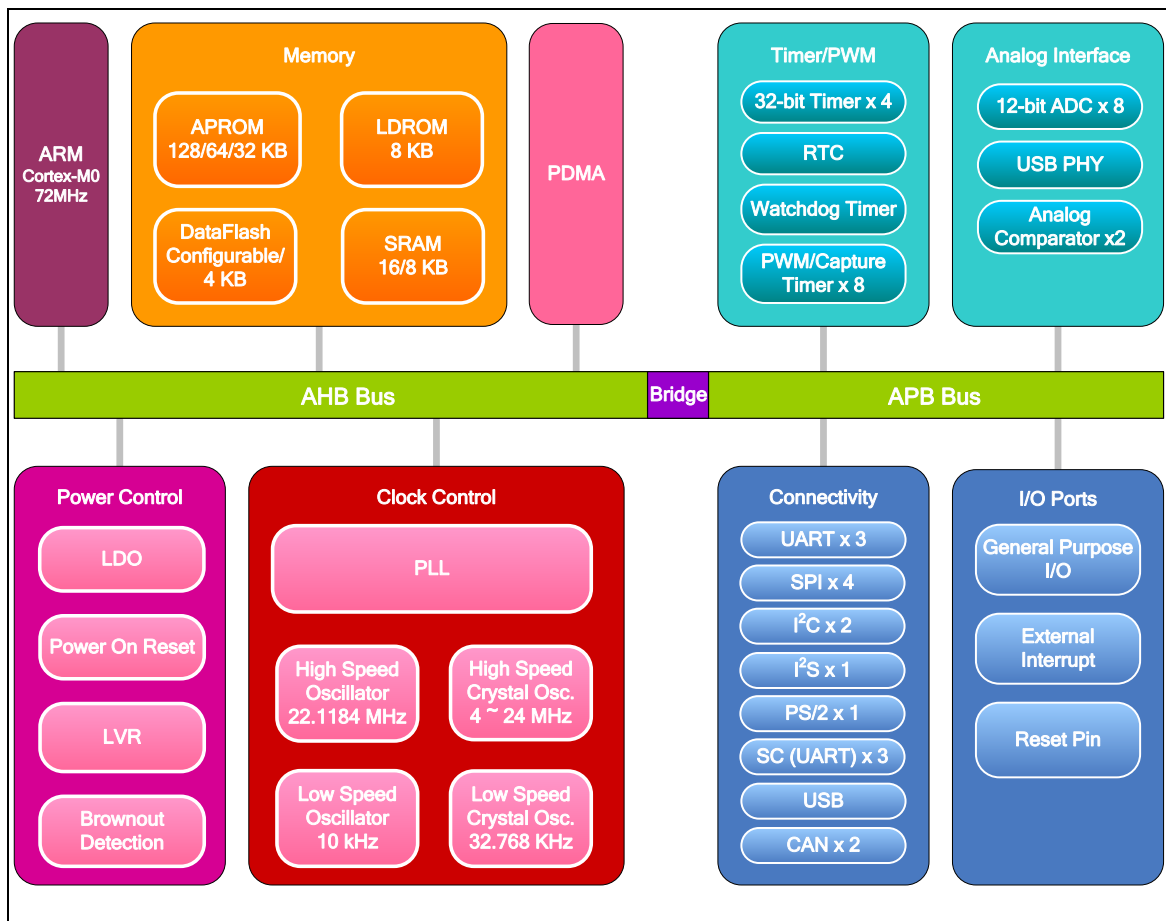 ARM
Cortex-M0
72MHz
Memory
APROM
128/64/32 KB
LDROM
8 KB
DataFlash
Configurable/
4 KB
SRAM
16/8 KB
PDMA
Timer/PWM
32-bit Timer x 4
RTC
Watchdog Timer
PWM/Capture
Timer x 8
Analog Interface
12-bit ADC x 8
USB PHY
Analog
Comparator x2
AHB Bus
Bridge
APB Bus
Power Control
LDO
Power On Reset
LVR
Brownout
Detection
Clock Control
PLL
High Speed
Oscillator
22.1184 MHz
High Speed
Crystal Osc.
4 ~ 24 MHz
Low Speed
Oscillator
10 kHz
Low Speed
Crystal Osc.
32.768 KHz
Connectivity
UART x 3
SPI x 4
I²C x 2
I²S x 1
PS/2 x 1
SC (UART) x 3
USB
CAN x 2
I/O Ports
General Purpose
I/O
External
Interrupt
Reset Pin